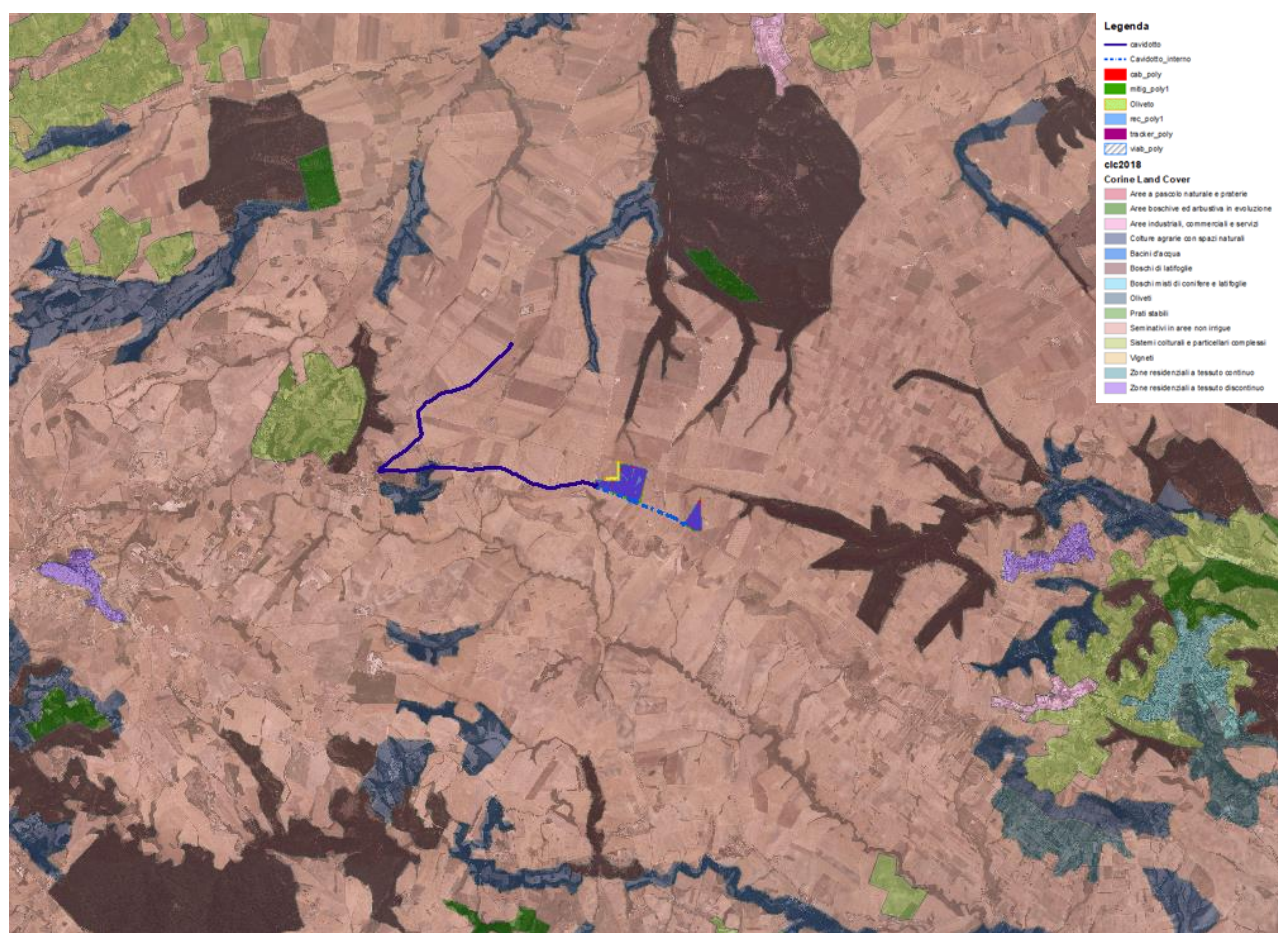 Legenda
cavidotto
Cavidotto_interno
cab_poly
mitig_poly1
Oliveto
rec_poly1
tracker_poly
viab_poly
clc2018
Corine Land Cover
Aree a pascolo naturale e praterie
Aree boschive ed arbustiva in evoluzione
Aree industriali, commerciali e servizi
Colture agrarie con spazi naturali
Bacini d'acqua
Boschi di latifoglie
Boschi misti di conifere e latifoglie
Oliveti
Prati stabili
Seminativi in aree non irrigue
Sistemi colturali e particellari complessi
Vigneti
Zone residenziali a tessuto continuo
Zone residenziali a tessuto discontinuo